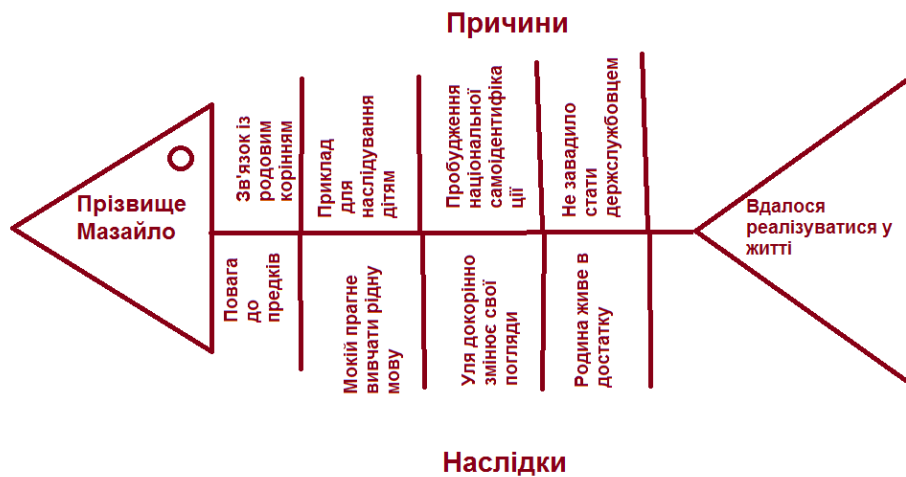 Причини
Зв'язок із
родовим
корінням
Приклад
для
наслідування
дітям
Пробудження
національної
самоідентифіка
ції
Не завадило
стати
держслужбовцем
Прізвище
Мазайло
Вдалося
реалізуватися у
житті
Повага
до
предків
Мокій прагне
вивчати рідну
мову
Уля докорінно
змінює свої
погляди
Родина живе в
достатку
Наслідки